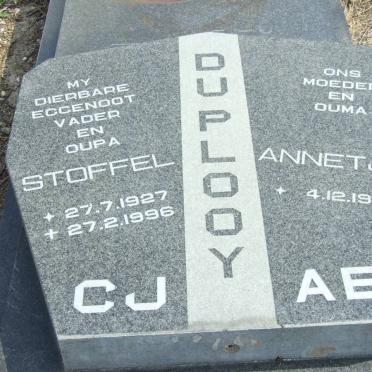 MY
DIERBARE
EGGENOOT
VADER
EN
OUPA
STOFFEL
27.7.1927
27.2.1996
CJ
DUPLOOY
ONS
MOEDER
EN
OUMA
4.12.19
AE